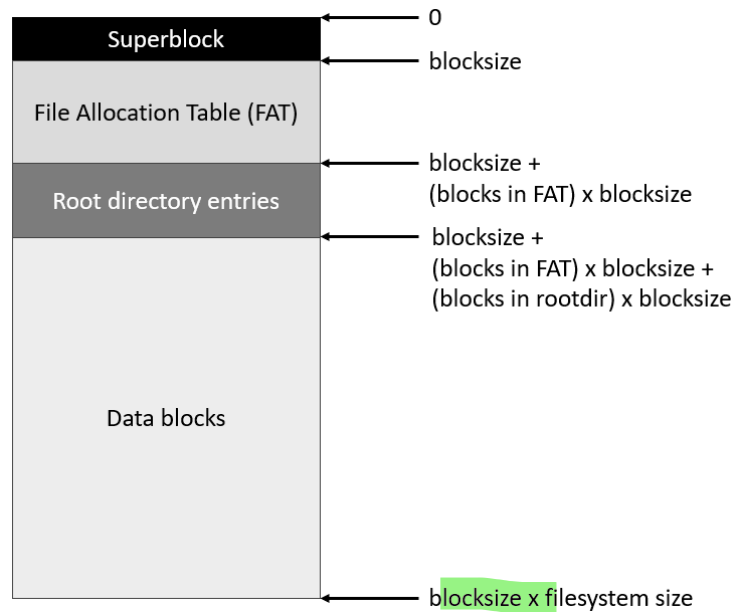 0
Superblock
blocksize
File Allocation Table (FAT)
blocksize +
(blocks in FAT) x blocksize
Root directory entries
blocksize +
(blocks in FAT) x blocksize +
(blocks in rootdir) x blocksize
Data blocks
blocksize x filesystem size